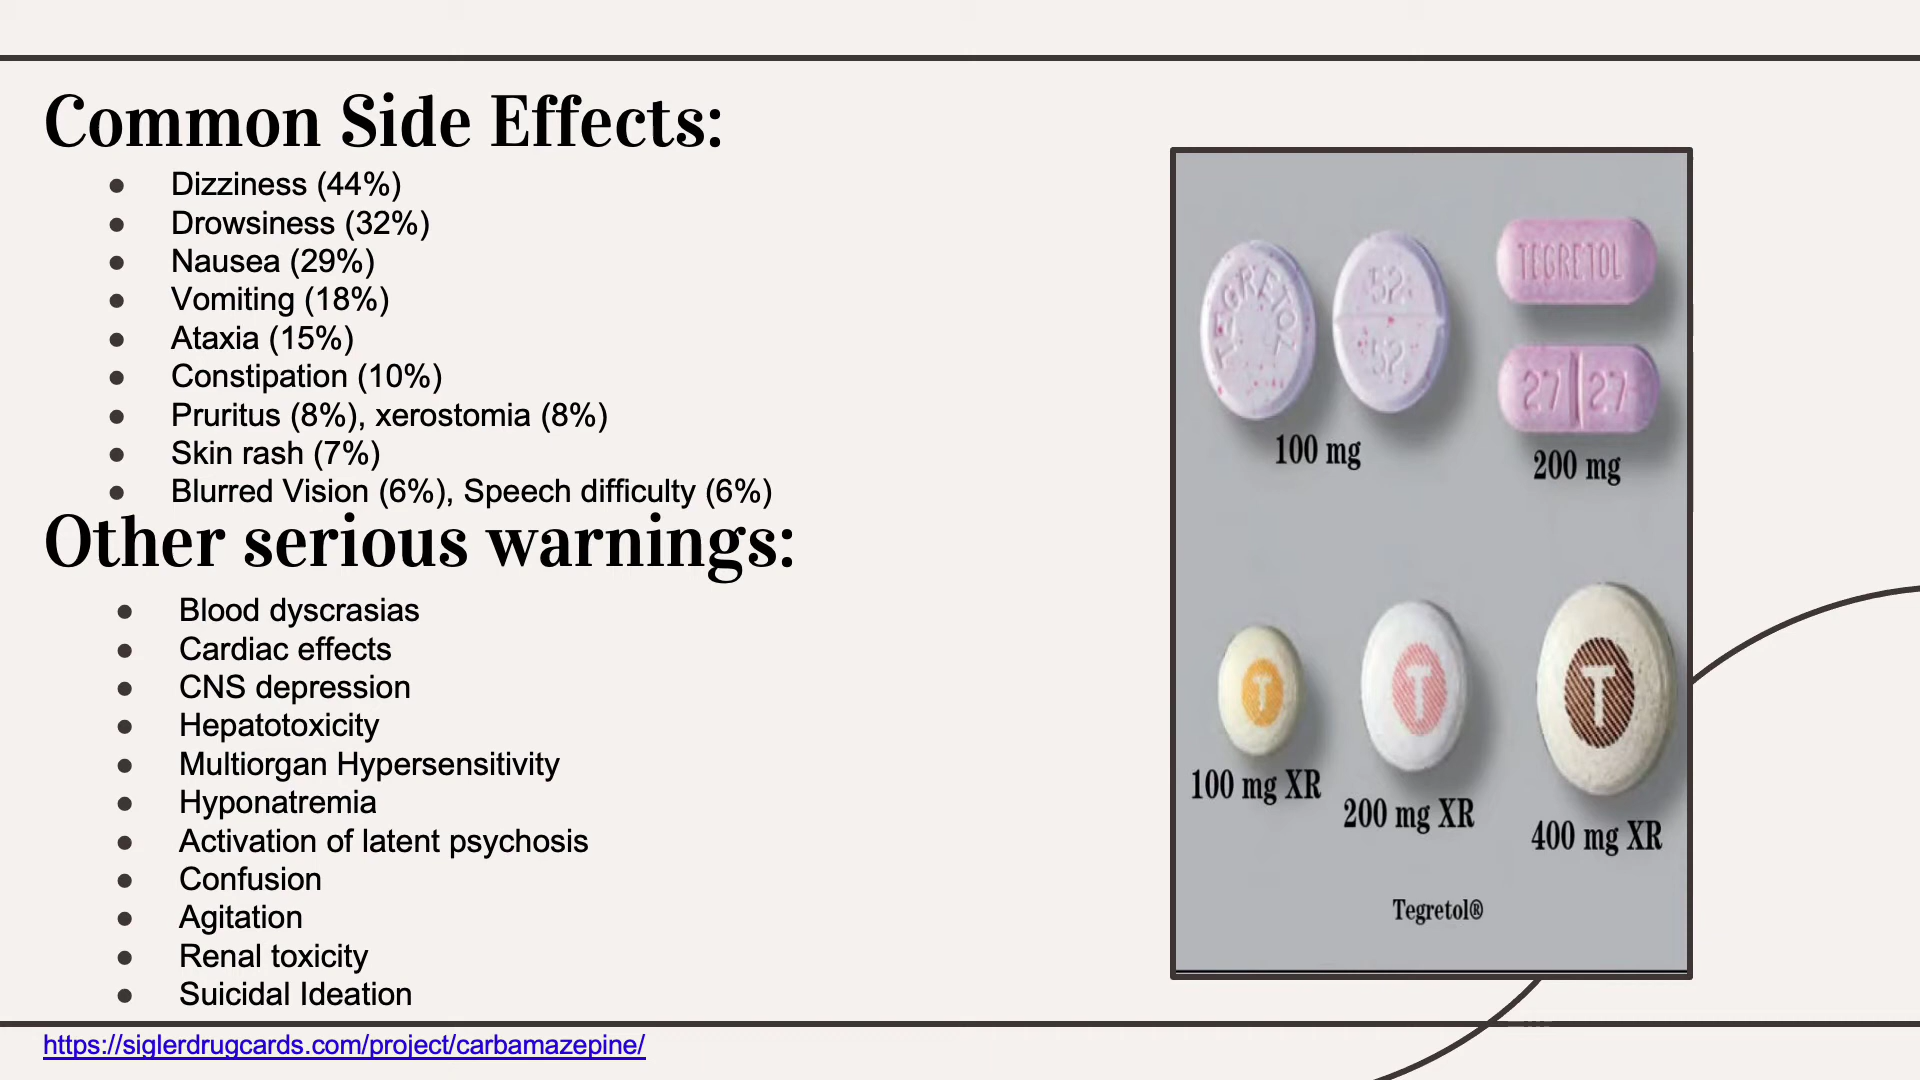 Common Side Effects:
Dizziness (44%)
Drowsiness (32%)
Nausea (29%)
Vomiting (18%)
Ataxia (15%)
Constipation (10%)
Pruritus (8%), xerostomia (8%)
Skin rash (7%)
Blurred Vision (6%), Speech difficulty (6%)
Other serious warnings:
Blood dyscrasias
Cardiac effects
CNS depression
Hepatotoxicity
Multiorgan Hypersensitivity
Hyponatremia
Activation of latent psychosis
Confusion
Agitation
Renal toxicity
Suicidal Ideation
https://siglerdrugcards.com/project/carbamazepine/
TEGRETOL
52
52
TEGRETOL
27 27
100 mg
200 mg
T
T
T
100 mg XR
200 mg XR
400 mg XR
Tegretol®